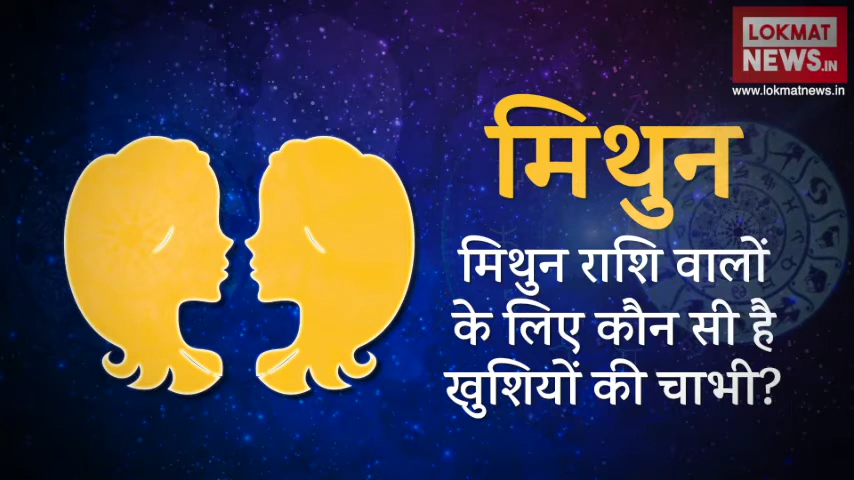 LOKMAT
NEWS.IN
www.lokmatnews.in
मिथुन
मिथुन राशि वालों
के लिए कौन सी है
खुशियों की चाभी?